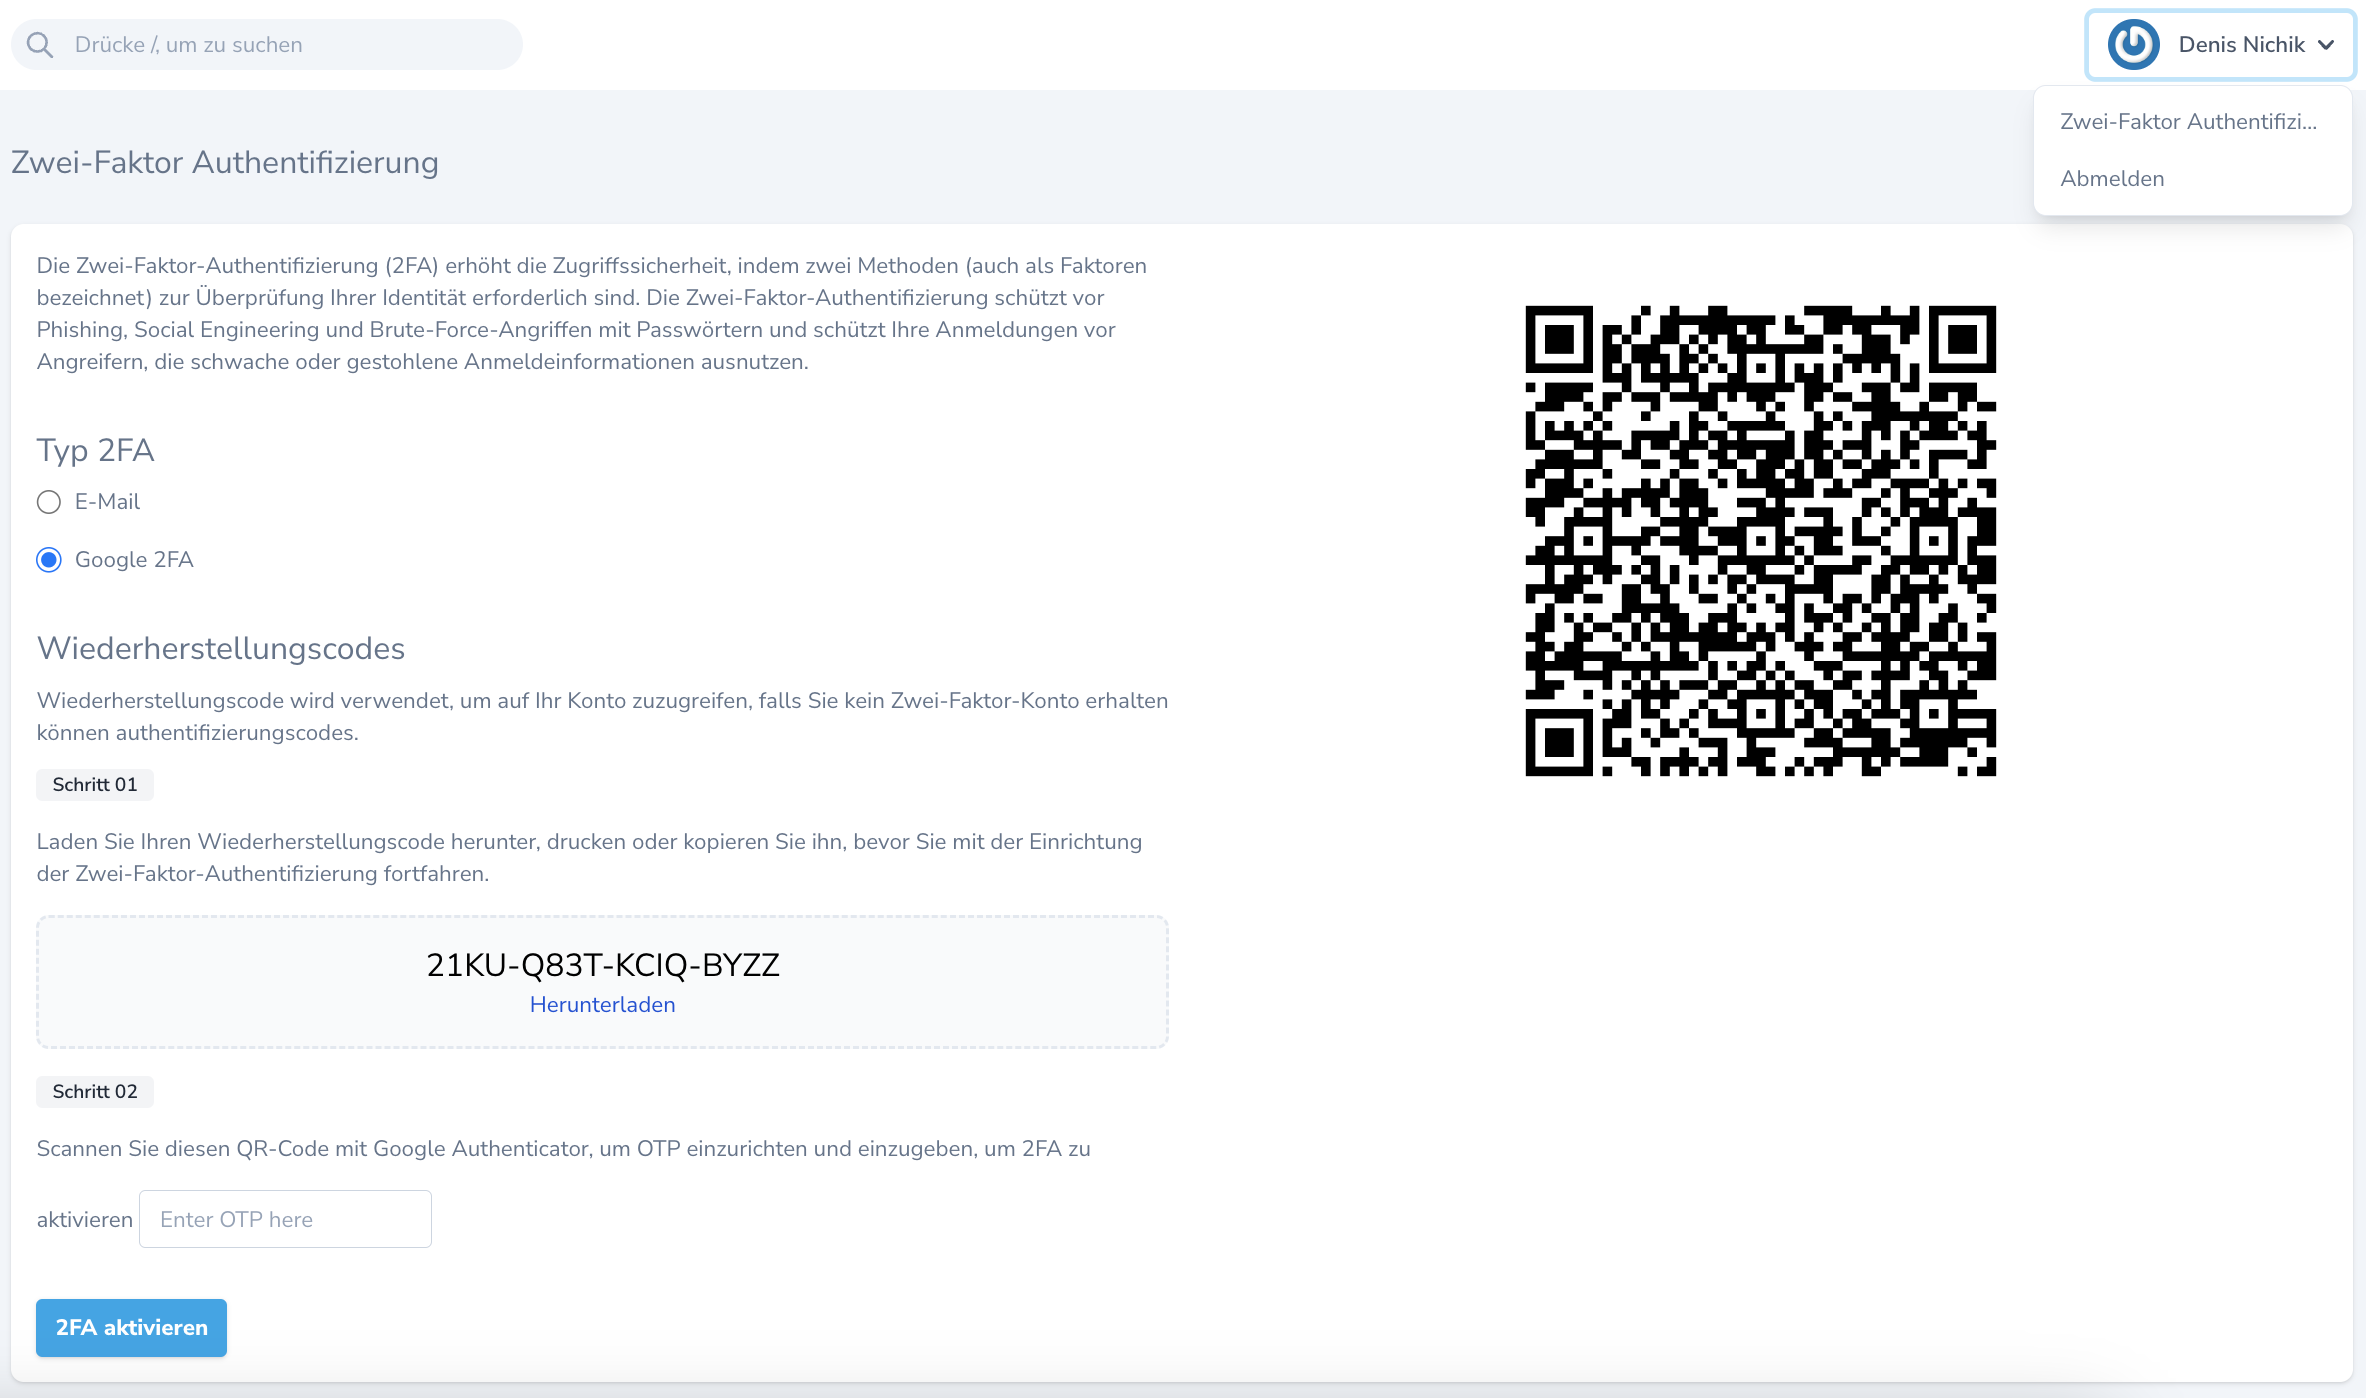 Drücke /, um zu suchen
Denis Nichik
Zwei-Faktor Authentifizi...
Abmelden
Zwei-Faktor Authentifizierung
Die Zwei-Faktor-Authentifizierung (2FA) erhöht die Zugriffssicherheit, indem zwei Methoden (auch als Faktoren
bezeichnet) zur Überprüfung Ihrer Identität erforderlich sind. Die Zwei-Faktor-Authentifizierung schützt vor
Phishing, Social Engineering und Brute-Force-Angriffen mit Passwörtern und schützt Ihre Anmeldungen vor
Angreifern, die schwache oder gestohlene Anmeldeinformationen ausnutzen.
Typ 2FA
E-Mail
Google 2FA
Wiederherstellungscodes
Wiederherstellungscode wird verwendet, um auf Ihr Konto zuzugreifen, falls Sie kein Zwei-Faktor-Konto erhalten
können authentifizierungscodes.
Schritt 01
Laden Sie Ihren Wiederherstellungscode herunter, drucken oder kopieren Sie ihn, bevor Sie mit der Einrichtung
der Zwei-Faktor-Authentifizierung fortfahren.
21KU-Q83T-KCIQ-BYZZ
Herunterladen
Schritt 02
Scannen Sie diesen QR-Code mit Google Authenticator, um OTP einzurichten und einzugeben, um 2FA zu
aktivieren Enter OTP here
2FA aktivieren